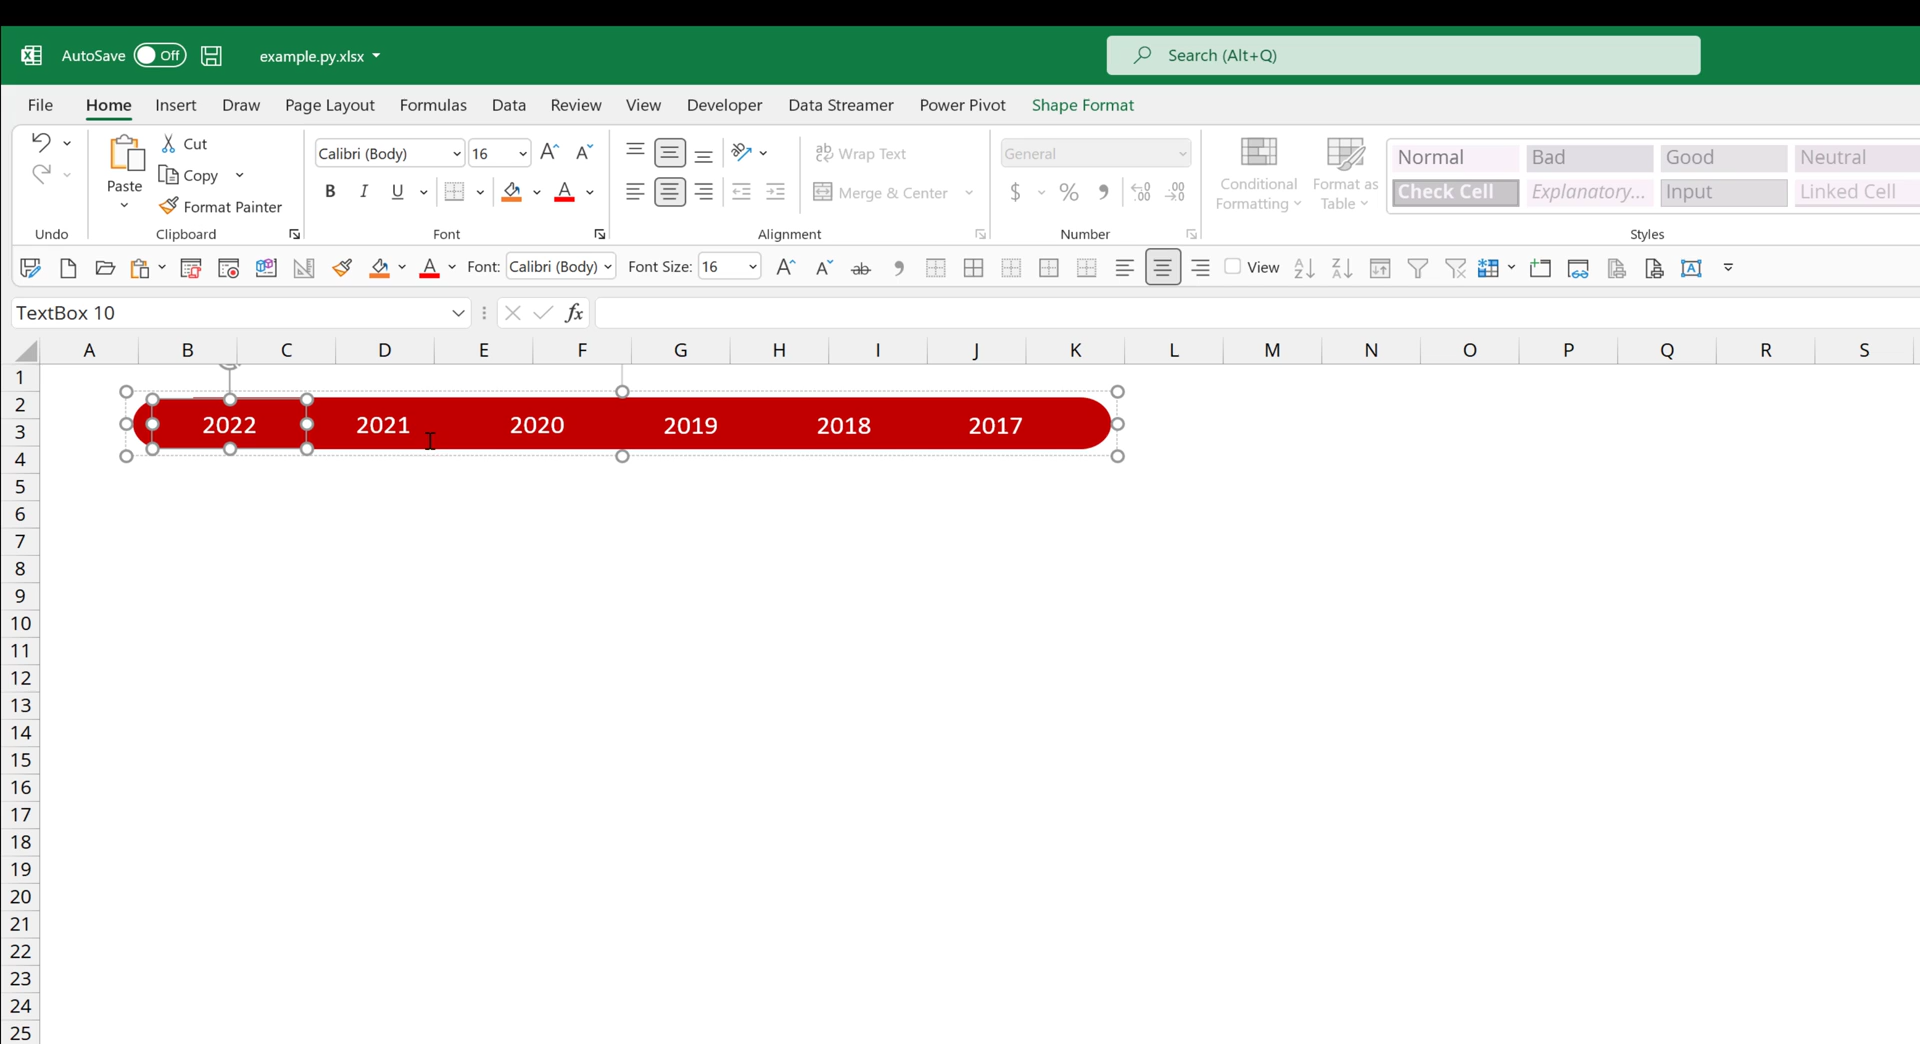 AutoSave Off example.py.xlsx Search (Alt+Q)
File Home Insert Draw Page Layout Formulas Data Review View Developer Data Streamer Power Pivot Shape Format
Cut
Copy
Format Painter
Paste
Undo
Clipboard
Calibri (Body) 16
B I U
Font
Wrap Text
Merge & Center
Alignment
General
$ % 9 .00
Number
Conditional Formatting
Format as Table
Normal Bad Good Neutral
Check Cell Explanatory... Input Linked Cell
Styles
Font: Calibri (Body) Font Size: 16 ab View
TextBox 10 fx
A B C D E F G H I J K L M N O P Q R S
1
2
3
4
5
6
7
8
9
10
11
12
13
14
15
16
17
18
19
20
21
22
23
24
25
2022 2021 2020 2019 2018 2017